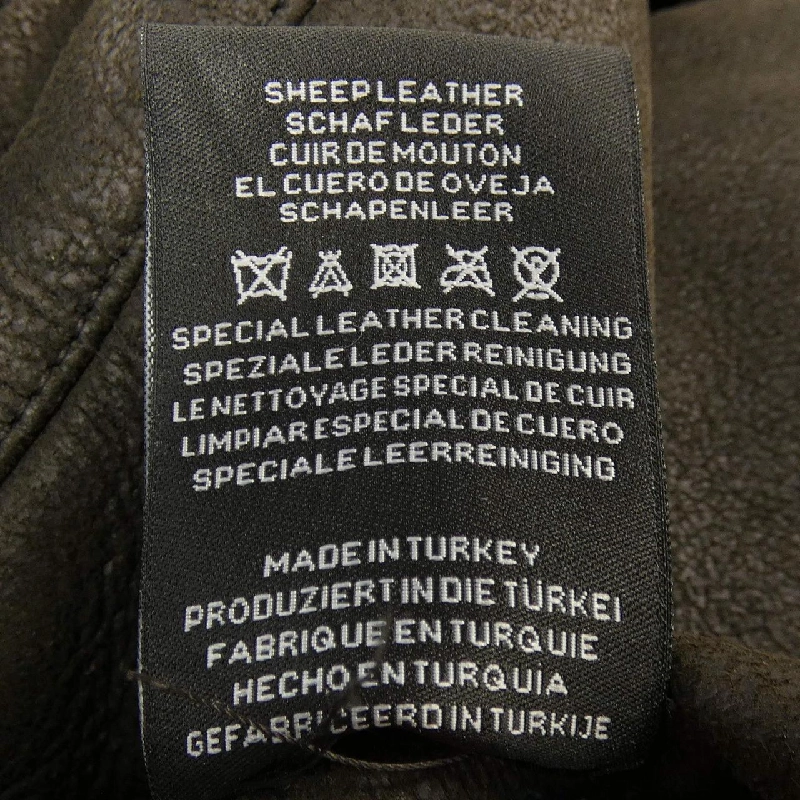 SHEEP LEATHER
SCHAF LEDER
CUIR DE MOUTON
EL CUERO DE OVEJA
SCHAPENLEER
SPECIAL LEATHER CLEANING
SPEZIALE LEDER REINIGUNG
LE NETTOYAGE SPECIAL DE CUIR
LIMPIAR ESPECIAL DE CUERO
SPECIALE LEERREINIGING
MADE IN TURKEY
PRODUZIERT IN DIE TÜRKEI
FABRIQUE EN TURQUIE
HECHO EN TURQUIA
GEFABRICEERD IN TURKIJE